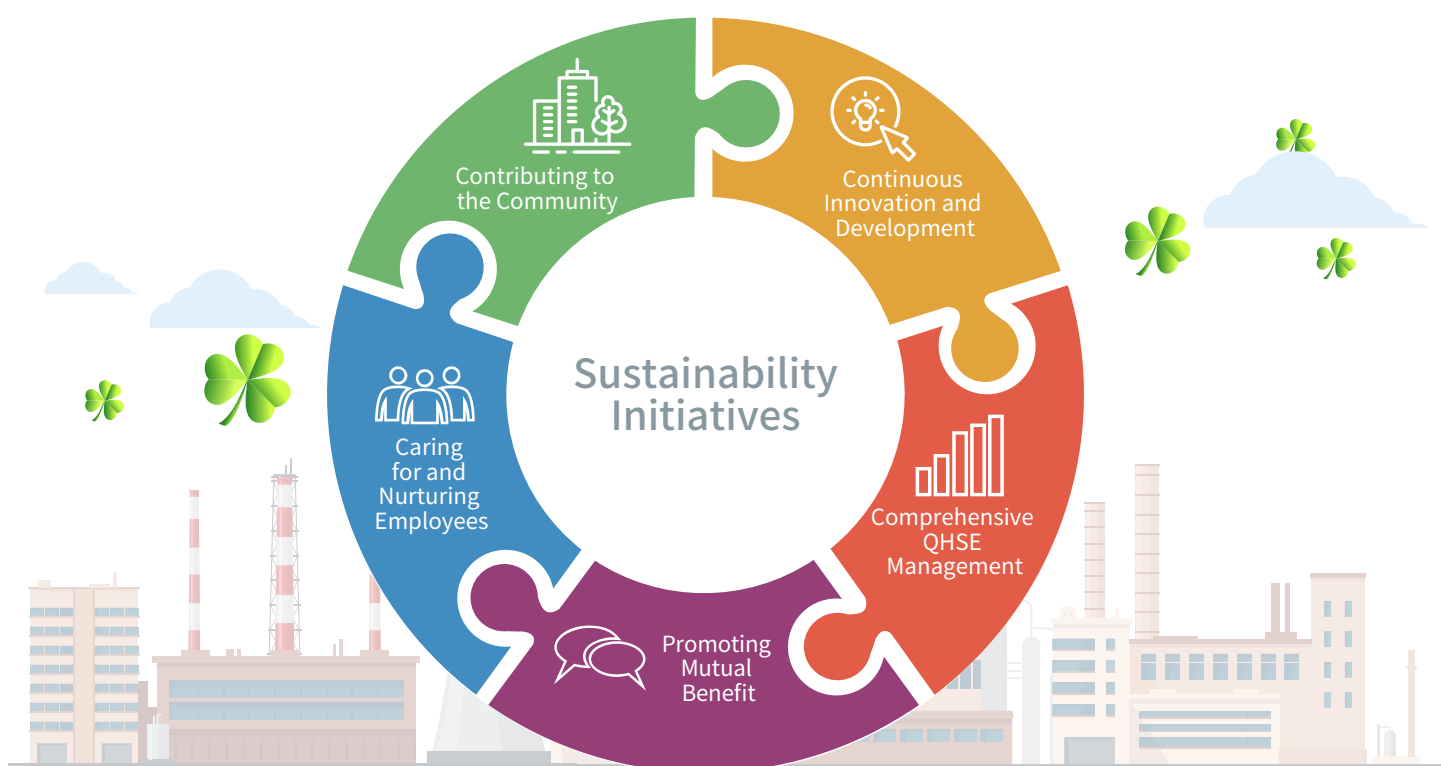 Sustainability
Initiatives
Contributing to
the Community
Continuous
Innovation and
Development
Comprehensive
QHSE
Management
Promoting
Mutual
Benefit
Caring
for and
Nurturing
Employees